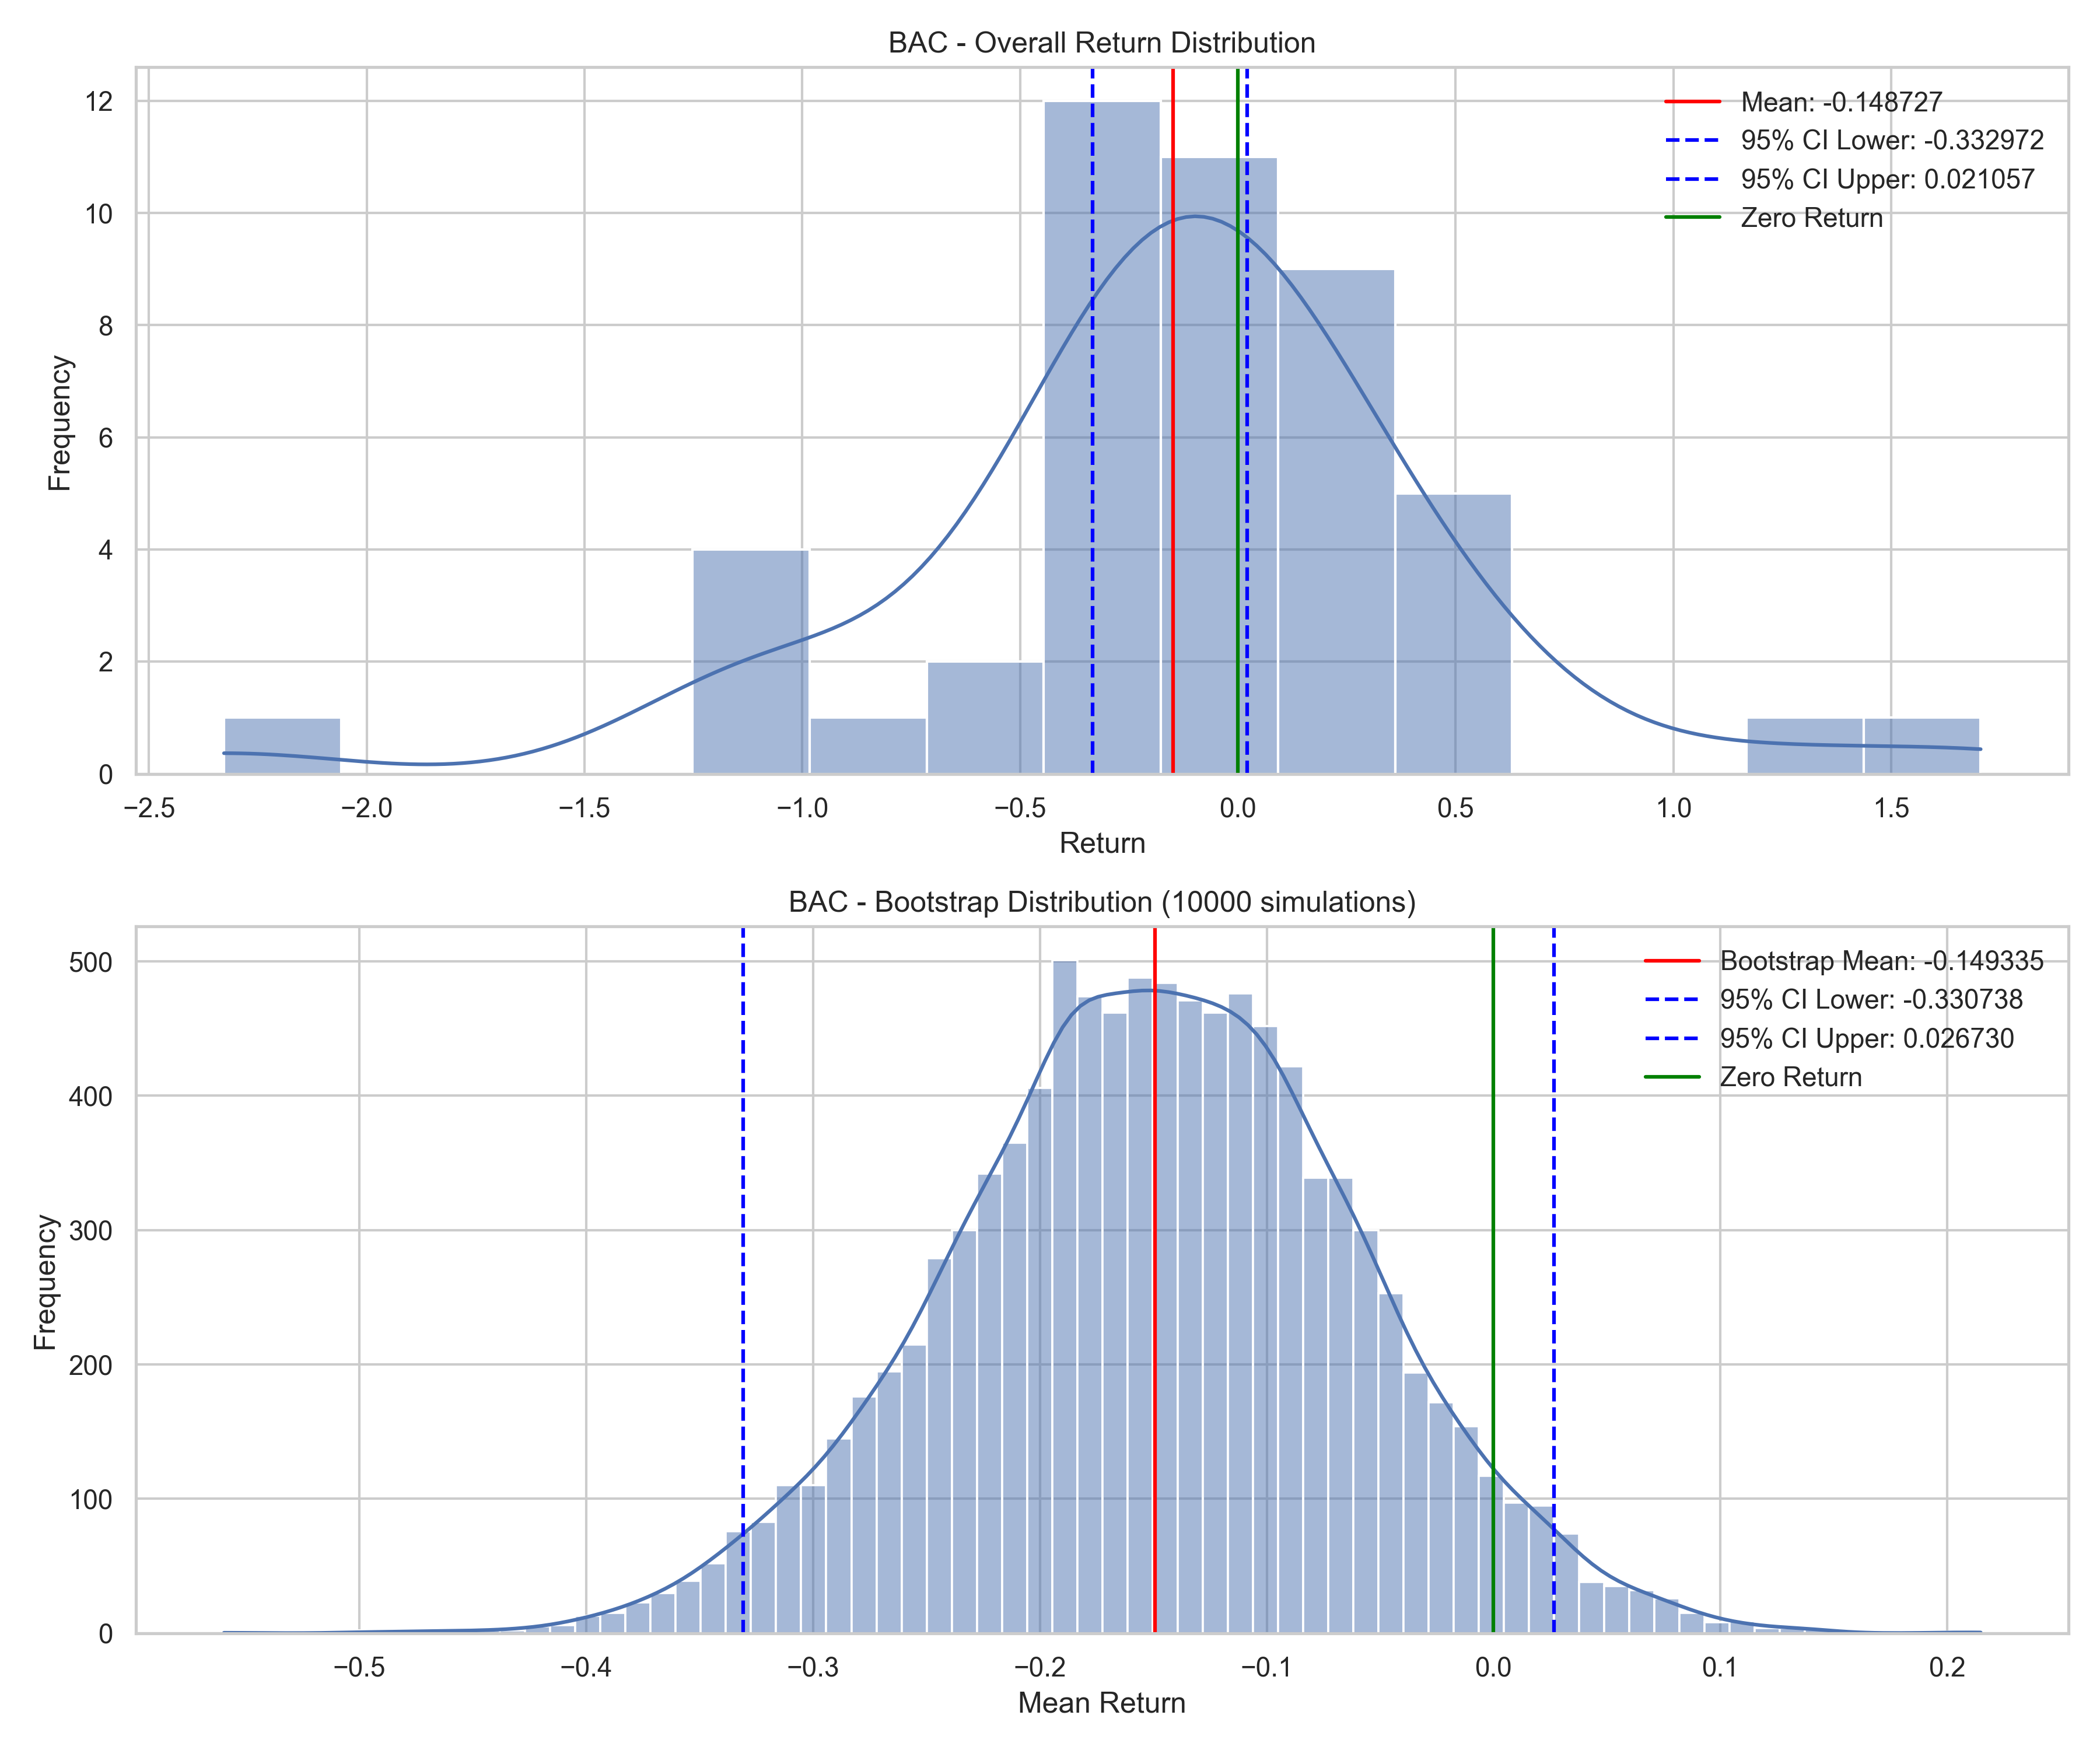 BAC - Overall Return Distribution
Mean: -0.148727
95% CI Lower: -0.332972
95% CI Upper: 0.021057
Zero Return
12
10
8
6
4
2
0
Frequency
−2.5 −2.0 −1.5 −1.0 −0.5 0.0 0.5 1.0 1.5
Return
BAC - Bootstrap Distribution (10000 simulations)
Bootstrap Mean: -0.149335
95% CI Lower: -0.330738
95% CI Upper: 0.026730
Zero Return
500
400
300
200
100
0
Frequency
−0.5 −0.4 −0.3 −0.2 −0.1 0.0 0.1 0.2
Mean Return